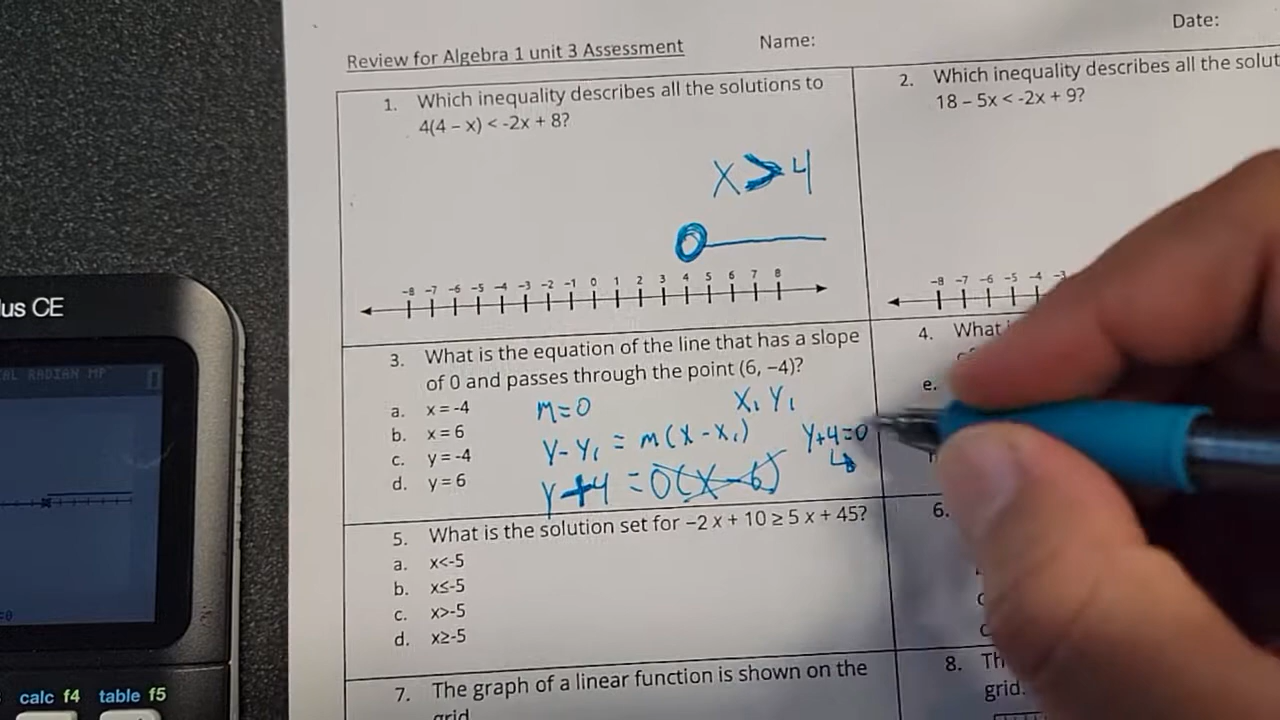 Review for Algebra 1 unit 3 Assessment Name: Date:
1. Which inequality describes all the solutions to
4(4 – x) < -2x + 8?
X > 4
-8 -7 -6 -5 -4 -3 -2 -1 0 1 2 3 4 5 6 7 8
2. Which inequality describes all the
18 – 5x < -2x + 9?
-8 -7 -6 -5 -4 -3
3. What is the equation of the line that has a slope
of 0 and passes through the point (6, –4)?
a. x = -4
b. x = 6
c. y = -4
d. y = 6
m=0
X₁ Y₁
Y-Y₁ = m(X-X₁)
Y+4 = 0(X-6)
Y+4=0
4.
e.
5. What is the solution set for –2 x + 10 ≥ 5 x + 45?
a. x<-5
b. x≤-5
c. x>-5
d. x≥-5
6.
7. The graph of a linear function is shown on the
grid.
8.
grid.
CE
RADIAN MP
calc f4 table f5